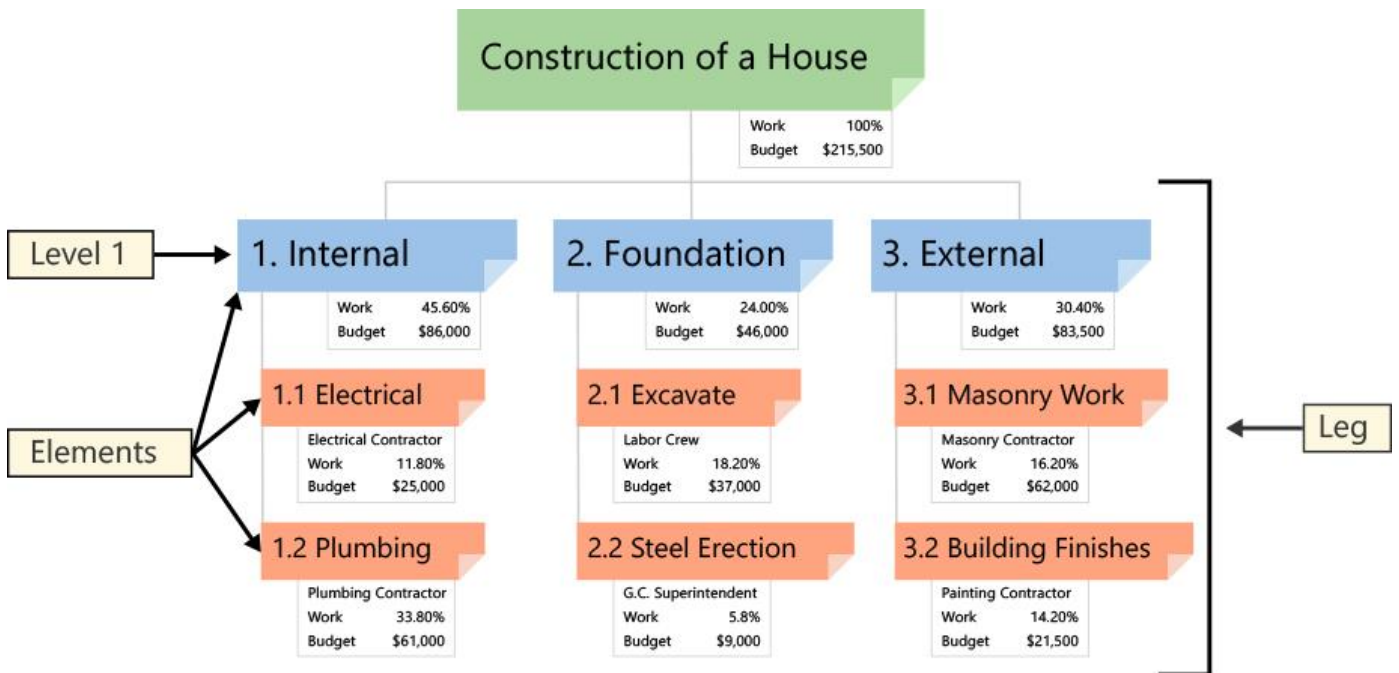 Construction of a House
Work 100%
Budget $215,500
Level 1
1. Internal
Work 45.60%
Budget $86,000
2. Foundation
Work 24.00%
Budget $46,000
3. External
Work 30.40%
Budget $83,500
Elements
1.1 Electrical
Electrical Contractor
Work 11.80%
Budget $25,000
2.1 Excavate
Labor Crew
Work 18.20%
Budget $37,000
3.1 Masonry Work
Masonry Contractor
Work 16.20%
Budget $62,000
Leg
1.2 Plumbing
Plumbing Contractor
Work 33.80%
Budget $61,000
2.2 Steel Erection
G.C. Superintendent
Work 5.8%
Budget $9,000
3.2 Building Finishes
Painting Contractor
Work 14.20%
Budget $21,500